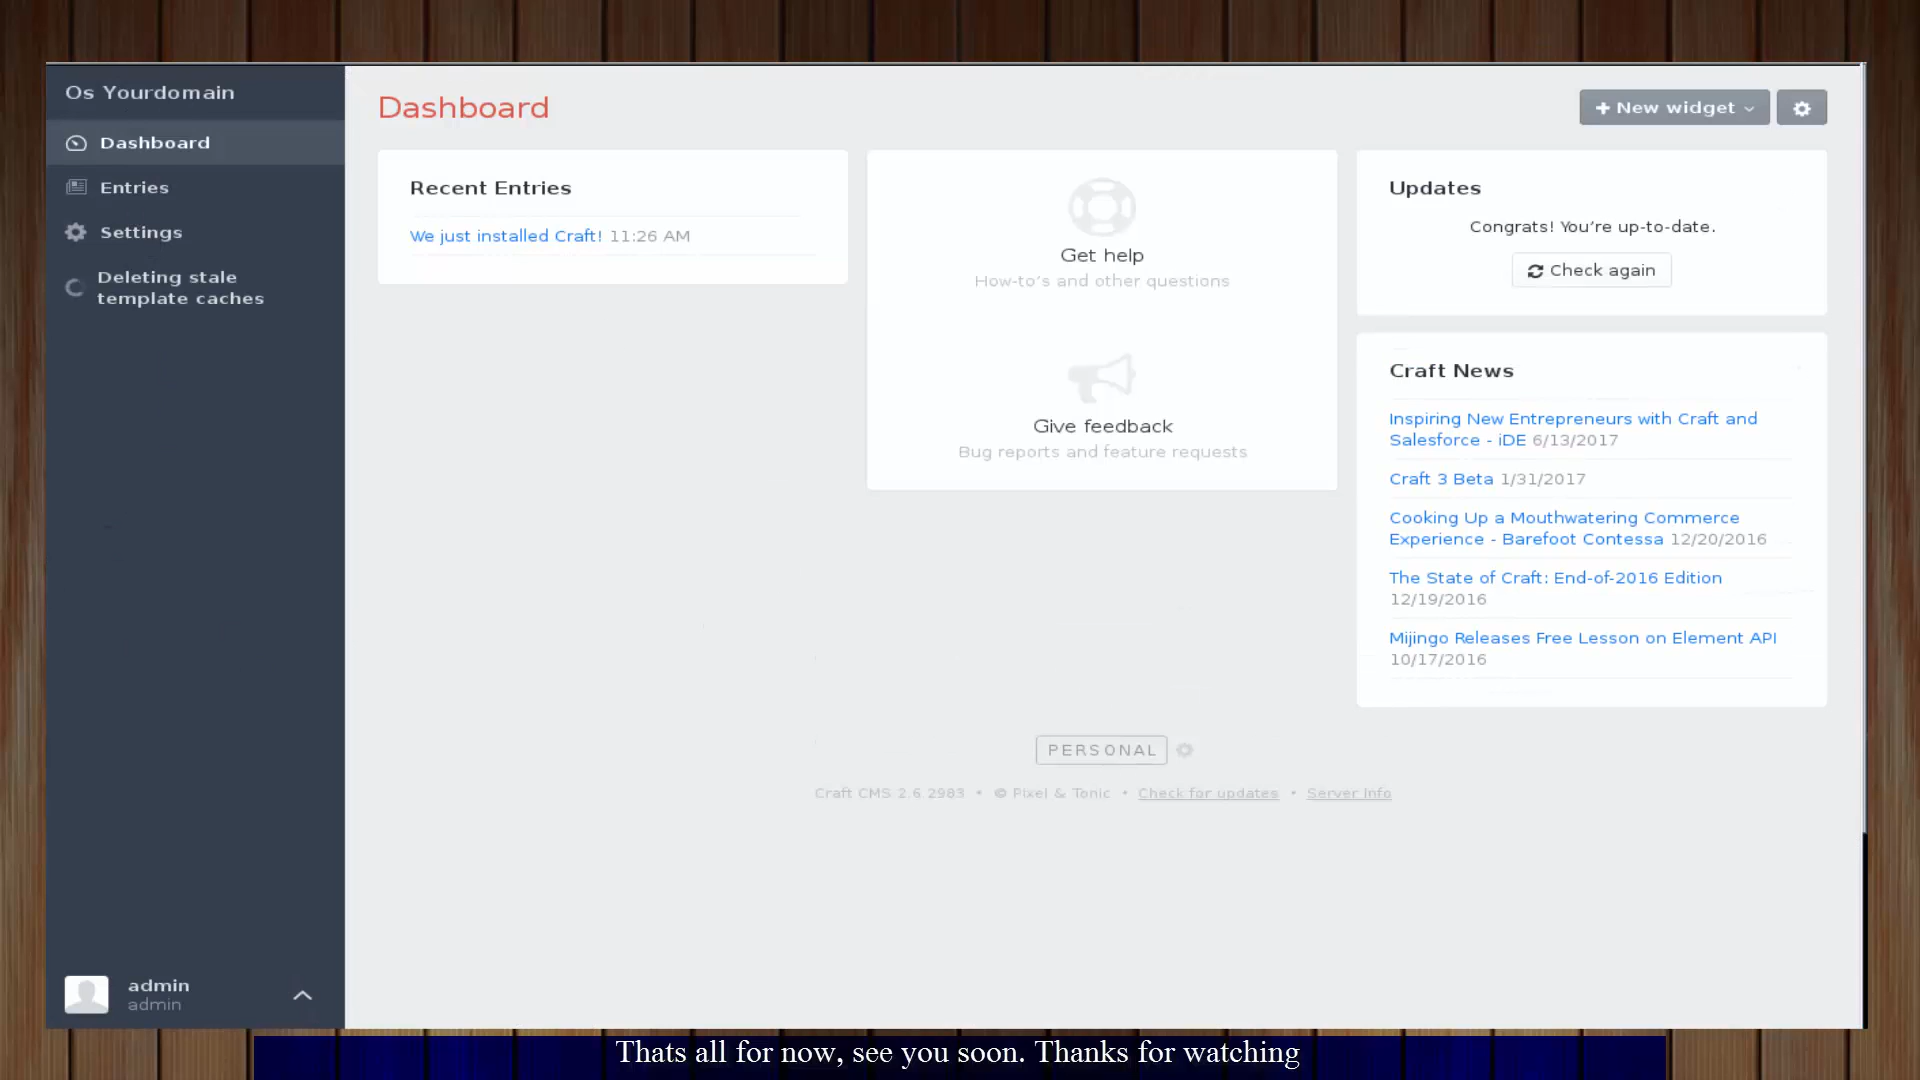 Os Yourdomain
Dashboard
Entries
Settings
Deleting stale
template caches
admin
admin
Dashboard
New widget
Recent Entries
We just installed Craft! 11:26 AM
Get help
How-to's and other questions
Give feedback
Bug reports and feature requests
Updates
Congrats! You're up-to-date.
Check again
Craft News
Inspiring New Entrepreneurs with Craft and
Salesforce - iDE 6/13/2017
Craft 3 Beta 1/31/2017
Cooking Up a Mouthwatering Commerce
Experience - Barefoot Contessa 12/20/2016
The State of Craft: End-of-2016 Edition
12/19/2016
Mijingo Releases Free Lesson on Element API
10/17/2016
PERSONAL
Craft CMS 2.6.2983 • © Pixel & Tonic • Check for updates • Server Info
Thats all for now, see you soon. Thanks for watching